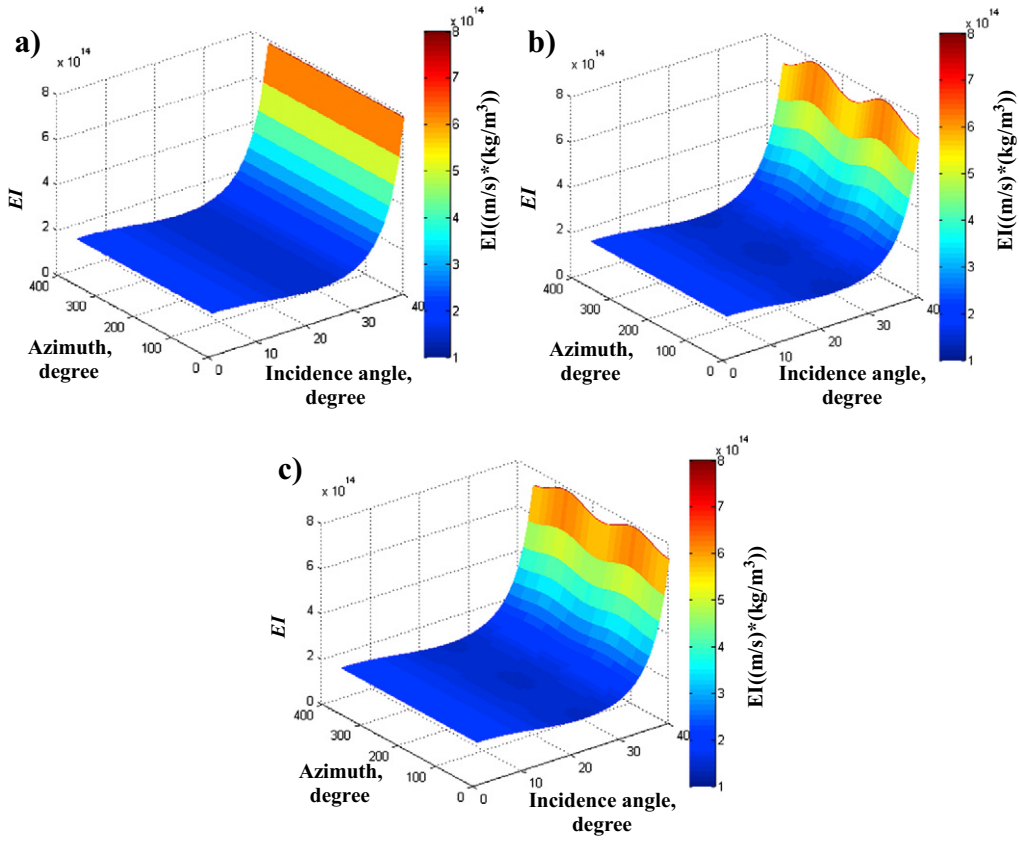 a)
x 10^14
8
6
4
2
0
EI
400
300
200
100
0
Azimuth,
degree
0
10
20
30
40
Incidence angle,
degree
x 10^14
8
7
6
5
4
3
2
1
EI((m/s)*(kg/m^3))
b)
x 10^14
8
6
4
2
0
EI
400
300
200
100
0
Azimuth,
degree
0
10
20
30
40
Incidence angle,
degree
x 10^14
8
7
6
5
4
3
2
1
EI((m/s)*(kg/m^3))
c)
x 10^14
8
6
4
2
0
EI
400
300
200
100
0
Azimuth,
degree
0
10
20
30
40
Incidence angle,
degree
x 10^14
8
7
6
5
4
3
2
1
EI((m/s)*(kg/m^3))